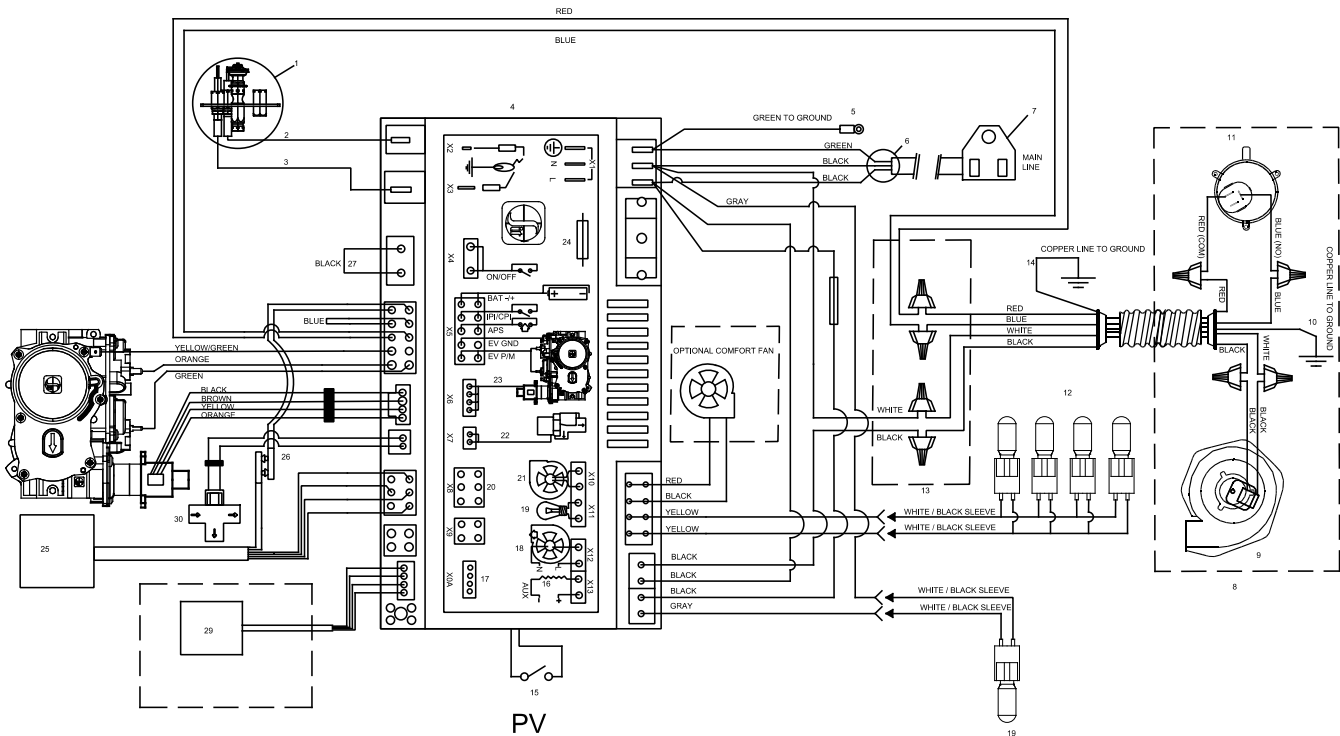 RED
BLUE
1
2
3
4
5
6
7
GREEN TO GROUND
GREEN
BLACK
BLACK
MAIN LINE
GRAY
X2
X3
X1
N
L
24
X4
ON/OFF
BLACK 27
BAT -/+
IPI/CPI
APS
EV GND
EV P/M
X5
BLUE
YELLOW/GREEN
ORANGE
GREEN
BLACK
BROWN
YELLOW
ORANGE
23
X6
X7
22
26
X8
20
21
X10
19
X11
X9
18
N
L
X12
X13
16
AUX
X0A
17
30
25
29
15
PV
OPTIONAL COMFORT FAN
RED
BLACK
YELLOW
YELLOW
BLACK
BLACK
BLACK
GRAY
WHITE / BLACK SLEEVE
WHITE / BLACK SLEEVE
WHITE / BLACK SLEEVE
WHITE / BLACK SLEEVE
WHITE
BLACK
13
12
19
COPPER LINE TO GROUND
14
RED
BLUE
WHITE
BLACK
11
RED (COM)
BLUE (NO)
RED
BLUE
COPPER LINE TO GROUND
10
BLACK
WHITE
BLACK
BLACK
9
8